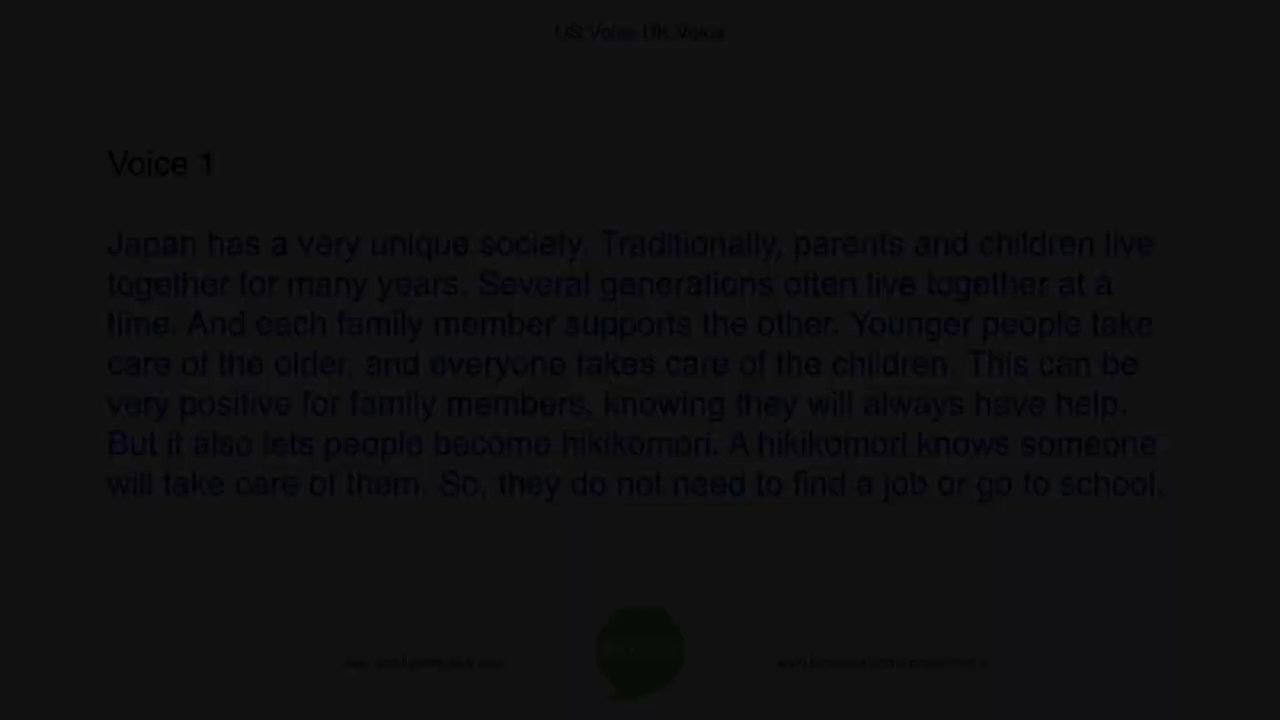 US Voice UK Voice
Voice 1
Japan has a very unique society. Traditionally, parents and children live
together for many years. Several generations often live together at a
time. And each family member supports the other. Younger people take
care of the older, and everyone takes care of the children. This can be
very positive for family members, knowing they will always have help.
But it also lets people become hikikomori. A hikikomori knows someone
will take care of them. So, they do not need to find a job or go to school.